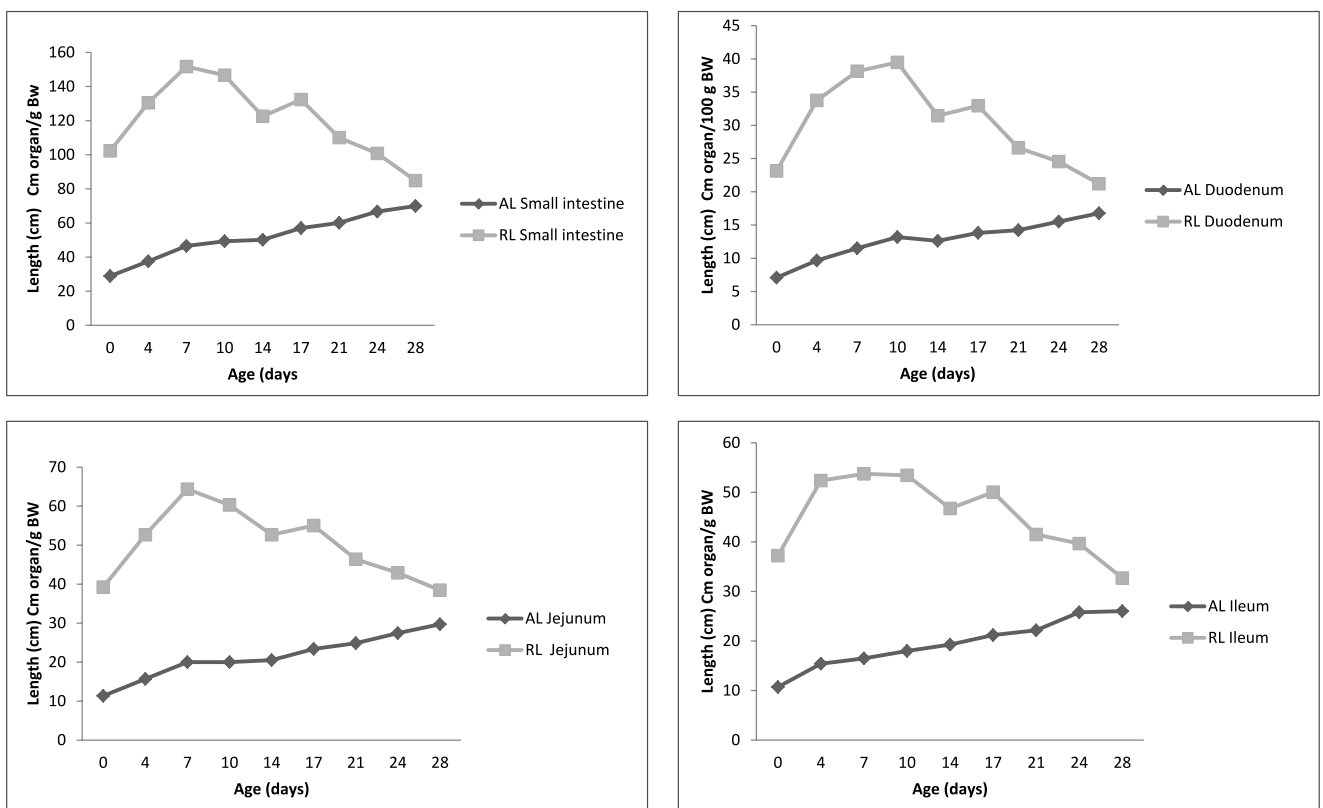 Length (cm) Cm organ/g Bw
160
140
120
100
80
60
40
20
0
0 4 7 10 14 17 21 24 28
Age (days
AL Small intestine
RL Small intestine
Length (cm) Cm organ/100 g BW
45
40
35
30
25
20
15
10
5
0
0 4 7 10 14 17 21 24 28
Age (days)
AL Duodenum
RL Duodenum
Length (cm) Cm organ/g BW
70
60
50
40
30
20
10
0
0 4 7 10 14 17 21 24 28
Age (days)
AL Jejunum
RL Jejunum
Length (cm) Cm organ/g BW
60
50
40
30
20
10
0
0 4 7 10 14 17 21 24 28
Age (days)
AL Ileum
RL Ileum